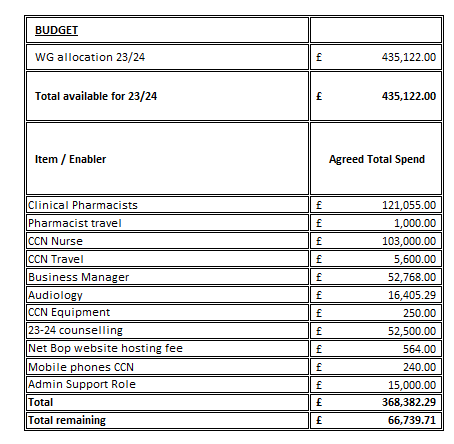 BUDGET
WG allocation 23/24 £ 435,122.00
Total available for 23/24 £ 435,122.00
Item / Enabler Agreed Total Spend
Clinical Pharmacists £ 121,055.00
Pharmacist travel £ 1,000.00
CCN Nurse £ 103,000.00
CCN Travel £ 5,600.00
Business Manager £ 52,768.00
Audiology £ 16,405.29
CCN Equipment £ 250.00
23-24 counselling £ 52,500.00
Net Bop website hosting fee £ 564.00
Mobile phones CCN £ 240.00
Admin Support Role £ 15,000.00
Total £ 368,382.29
Total remaining £ 66,739.71